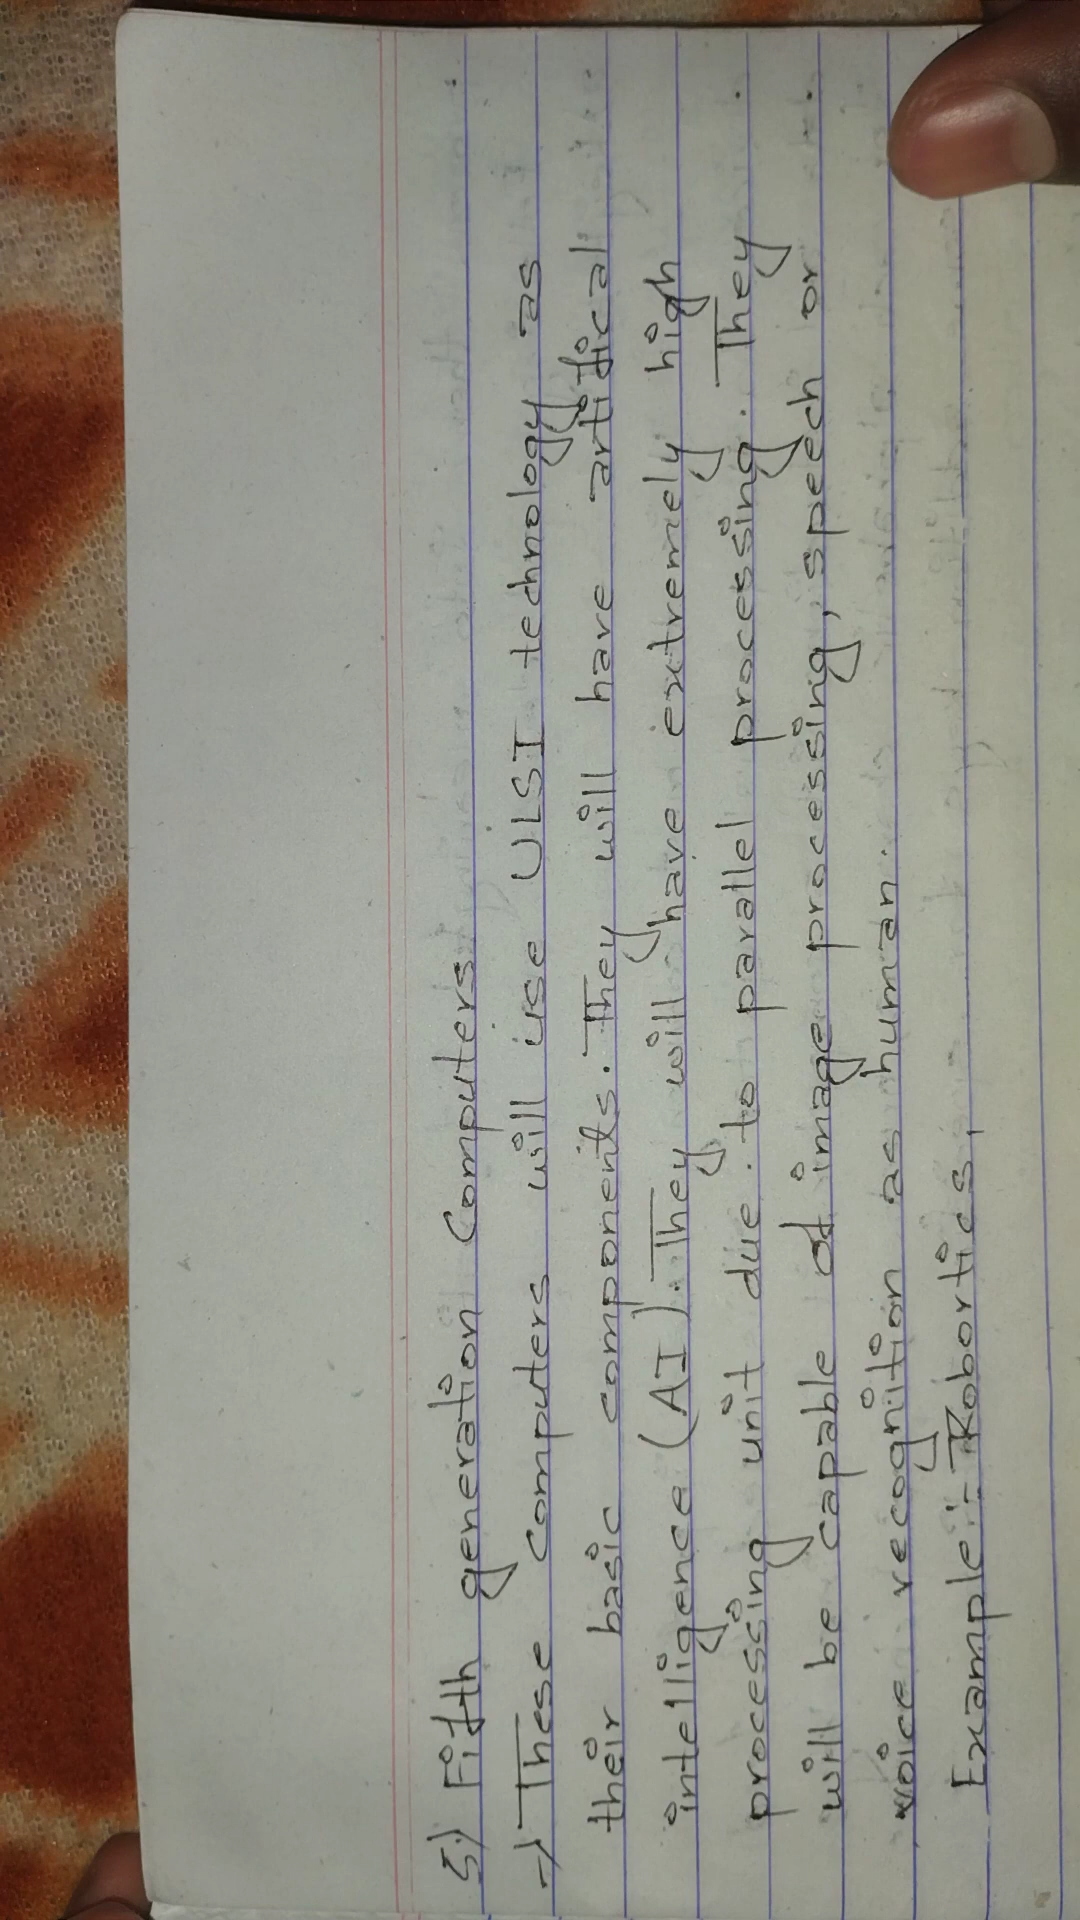 5.) Fifth generation Computers
→ These computers will use ULSI technology as
their basic components. They will have artifical
intelligence (AI). They will have extremely high
processing unit due to parallel processing. They
will be capable of image processing, speech or
voice recognition as human.
Example:- Robortics,